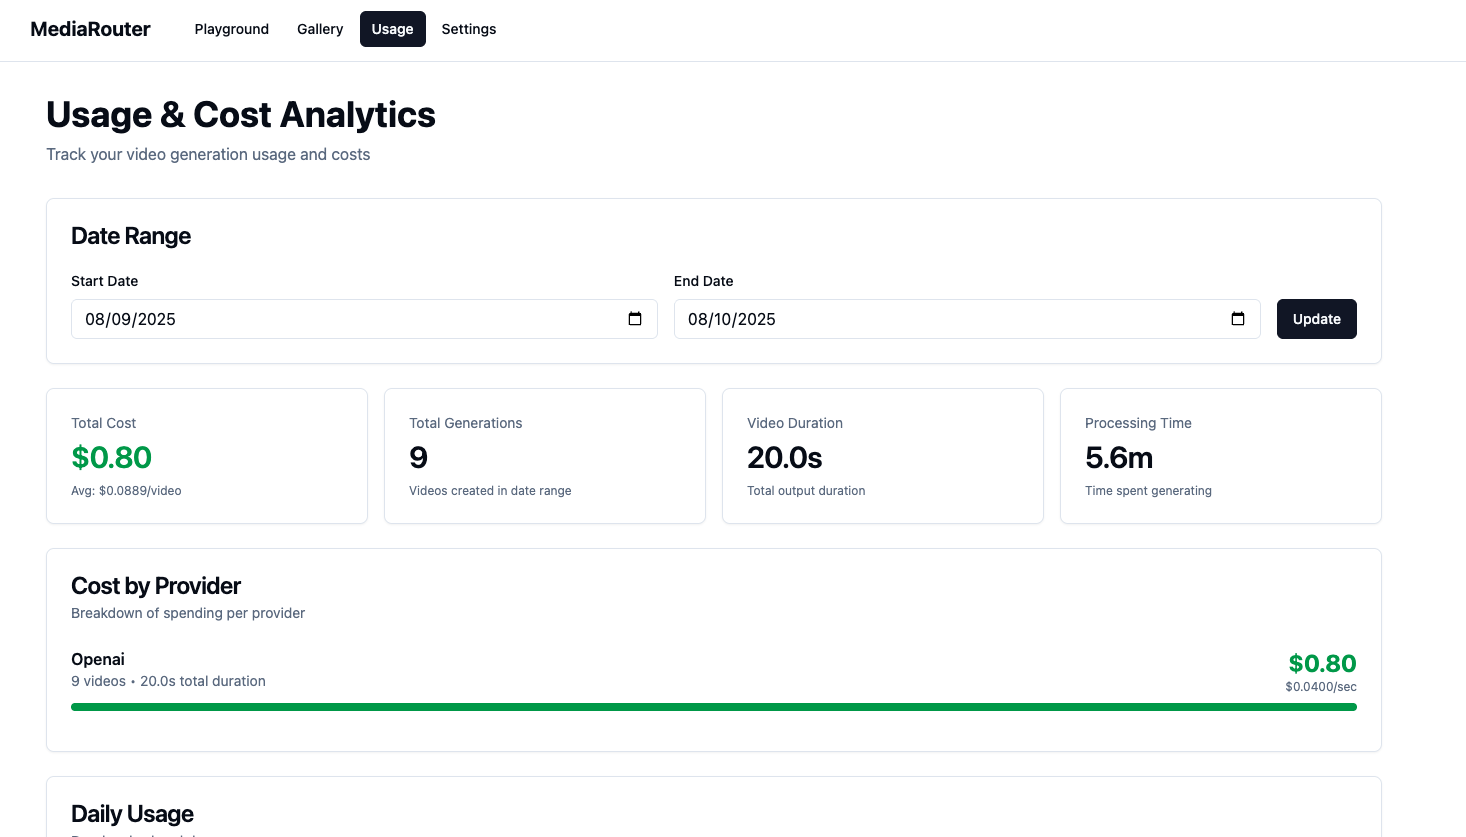 MediaRouter
Playground
Gallery
Usage
Settings
Usage & Cost Analytics
Track your video generation usage and costs
Date Range
Start Date
08/09/2025
End Date
08/10/2025
Update
Total Cost
$0.80
Avg: $0.0889/video
Total Generations
9
Videos created in date range
Video Duration
20.0s
Total output duration
Processing Time
5.6m
Time spent generating
Cost by Provider
Breakdown of spending per provider
Openai
9 videos • 20.0s total duration
$0.80
$0.0400/sec
Daily Usage